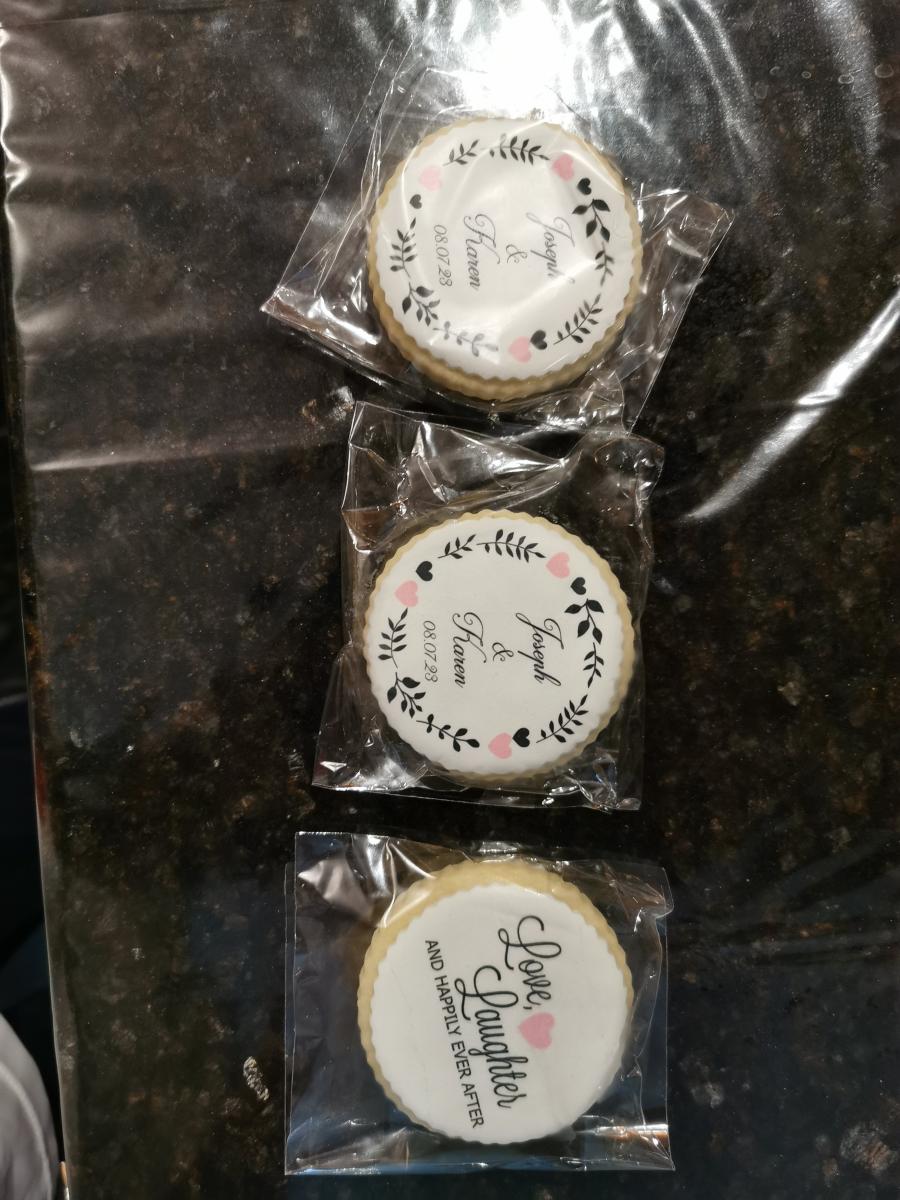 Joseph
&
Karen
08.07.23
Joseph
&
Karen
08.07.23
Love,
Laughter
AND HAPPILY EVER AFTER